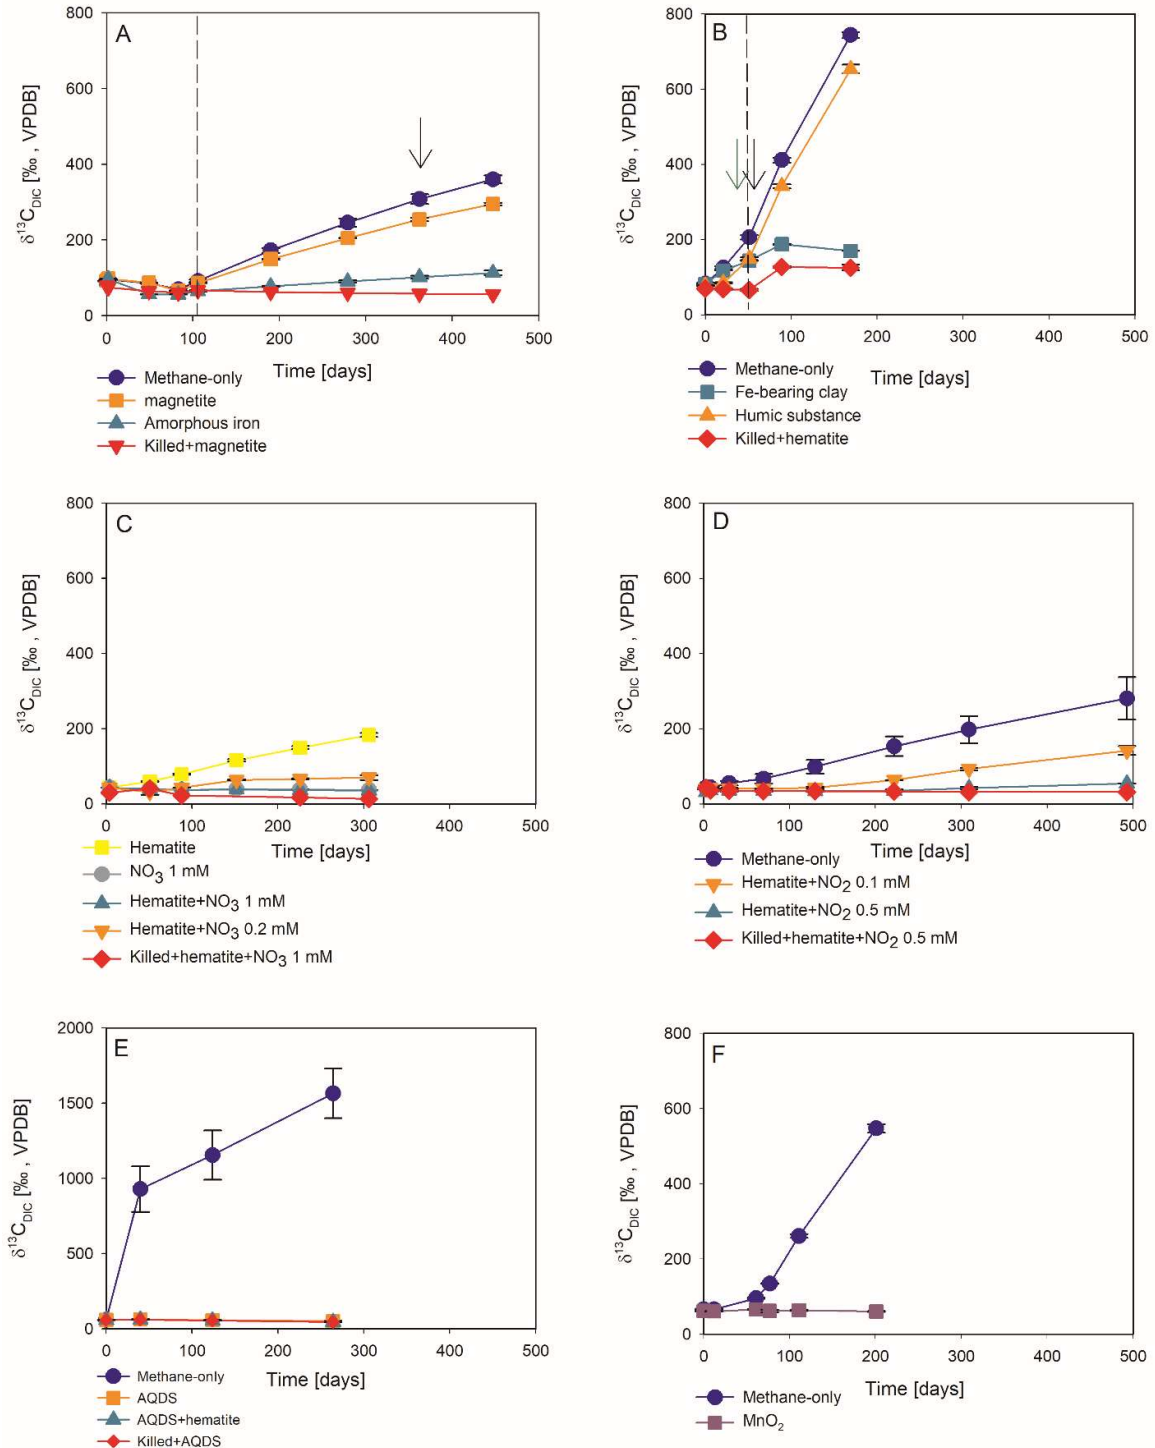 A
δ13CDIC [‰ , VPDB]
800
600
400
200
0
0 100 200 300 400 500
Time [days]
Methane-only
magnetite
Amorphous iron
Killed+magnetite
B
δ13CDIC [‰ , VPDB]
800
600
400
200
0
0 100 200 300 400 500
Time [days]
Methane-only
Fe-bearing clay
Humic substance
Killed+hematite
C
δ13CDIC [‰ , VPDB]
800
600
400
200
0
0 100 200 300 400 500
Time [days]
Hematite
NO3 1 mM
Hematite+NO3 1 mM
Hematite+NO3 0.2 mM
Killed+hematite+NO3 1 mM
D
δ13CDIC [‰ , VPDB]
800
600
400
200
0
0 100 200 300 400 500
Time [days]
Methane-only
Hematite+NO2 0.1 mM
Hematite+NO2 0.5 mM
Killed+hematite+NO2 0.5 mM
E
δ13CDIC [‰ , VPDB]
2000
1500
1000
500
0
0 100 200 300 400 500
Time [days]
Methane-only
AQDS
AQDS+hematite
Killed+AQDS
F
δ13CDIC [‰ , VPDB]
800
600
400
200
0
0 100 200 300 400 500
Time [days]
Methane-only
MnO2